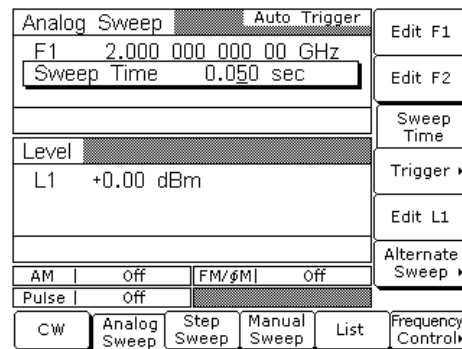 Analog Sweep Auto Trigger
F1 2.000 000 000 00 GHz
Sweep Time 0.050 sec
Level
L1 +0.00 dBm
AM Off FM/ϕM Off
Pulse Off
Edit F1
Edit F2
Sweep
Time
Trigger
Edit L1
Alternate
Sweep
CW
Analog
Sweep
Step
Sweep
Manual
Sweep
List
Frequency
Control